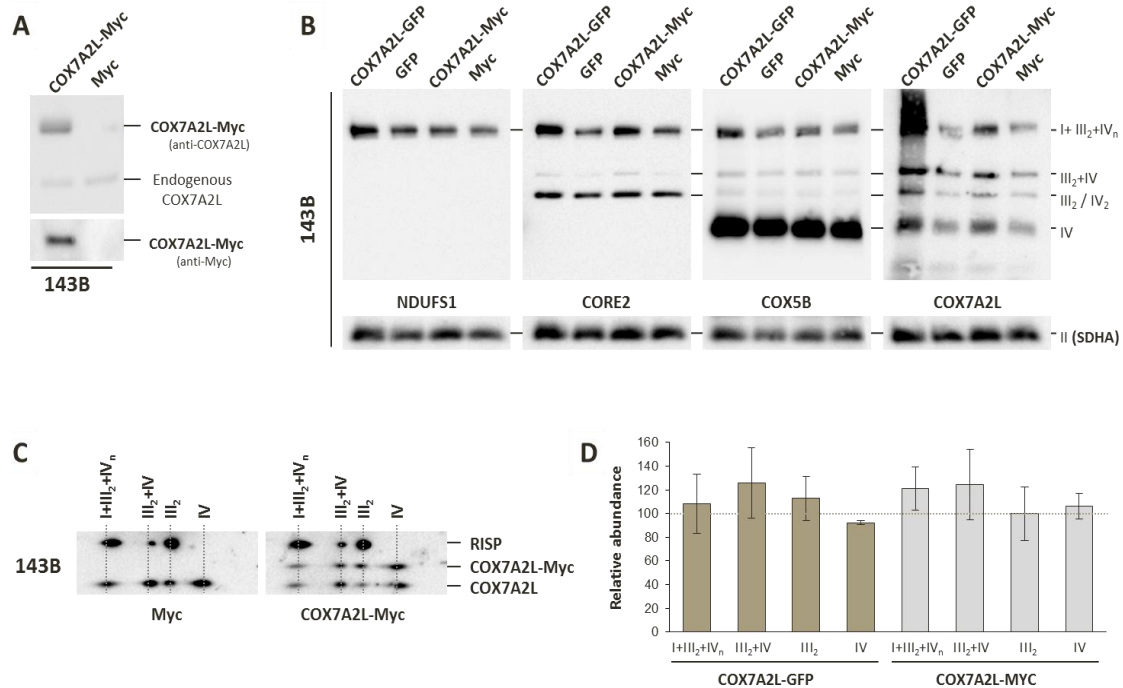 A
COX7A2L-Myc
Myc
COX7A2L-Myc
(anti-COX7A2L)
Endogenous
COX7A2L
COX7A2L-Myc
(anti-Myc)
143B
B
COX7A2L-GFP
GFP
COX7A2L-Myc
Myc
COX7A2L-GFP
GFP
COX7A2L-Myc
Myc
COX7A2L-GFP
GFP
COX7A2L-Myc
Myc
COX7A2L-GFP
GFP
COX7A2L-Myc
Myc
143B
I+ III₂+IVₙ
III₂+IV
III₂ / IV₂
IV
NDUFS1 CORE2 COX5B COX7A2L
II (SDHA)
C
I+III₂+IVₙ
III₂+IV
III₂
IV
I+III₂+IVₙ
III₂+IV
III₂
IV
143B
RISP
COX7A2L-Myc
COX7A2L
Myc COX7A2L-Myc
D
Relative abundance
160
140
120
100
80
60
40
20
0
I+III₂+IVₙ III₂+IV III₂ IV I+III₂+IVₙ III₂+IV III₂ IV
COX7A2L-GFP COX7A2L-MYC